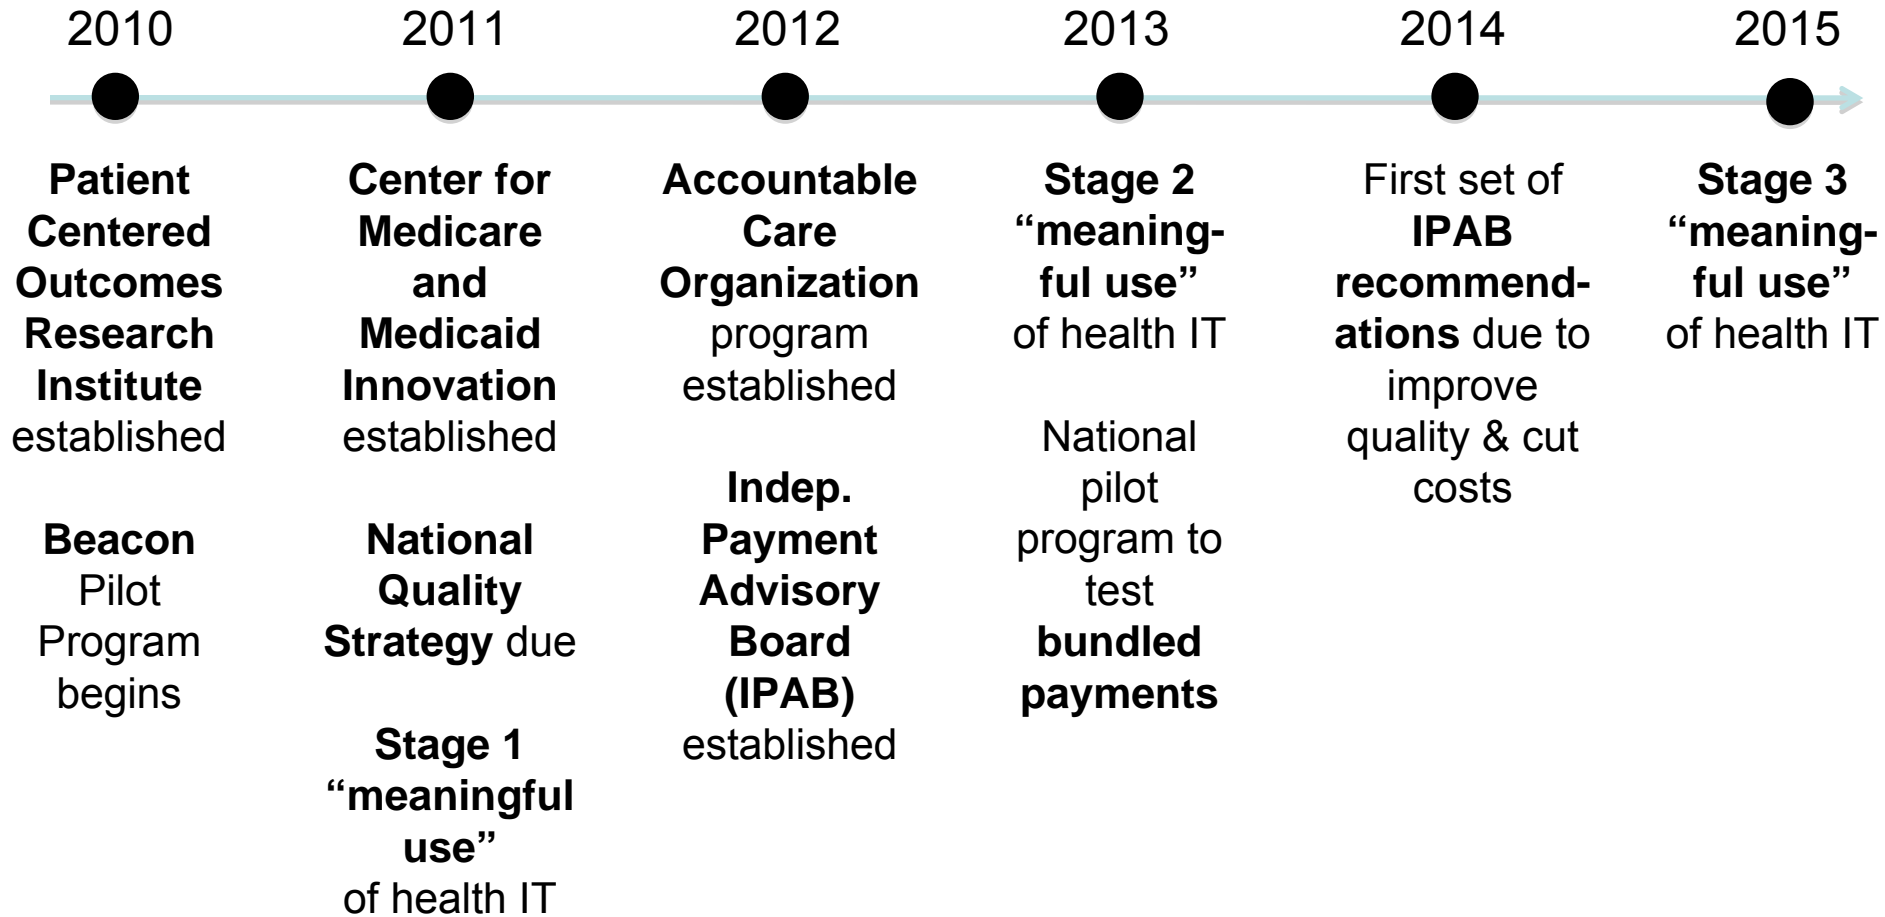 2010
2011
2012
2013
2014
2015
Patient
Centered
Outcomes
Research
Institute
established
Beacon
Pilot
Program
begins
Center for
Medicare
and
Medicaid
Innovation
established
National
Quality
Strategy due
Stage 1
“meaningful
use”
of health IT
Accountable
Care
Organization
program
established
Indep.
Payment
Advisory
Board
(IPAB)
established
Stage 2
“meaning-
ful use”
of health IT
National
pilot
program to
test
bundled
payments
First set of
IPAB
recommend-
ations due to
improve
quality & cut
costs
Stage 3
“meaning-
ful use”
of health IT